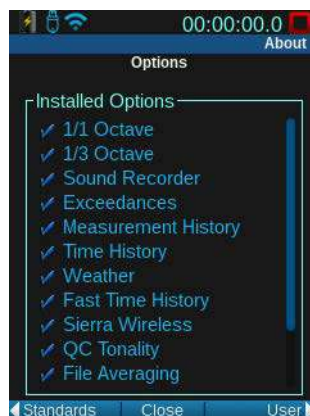 00:00:00.0
About
Options
Installed Options
1/1 Octave
1/3 Octave
Sound Recorder
Exceedances
Measurement History
Time History
Weather
Fast Time History
Sierra Wireless
QC Tonality
File Averaging
Standards Close User